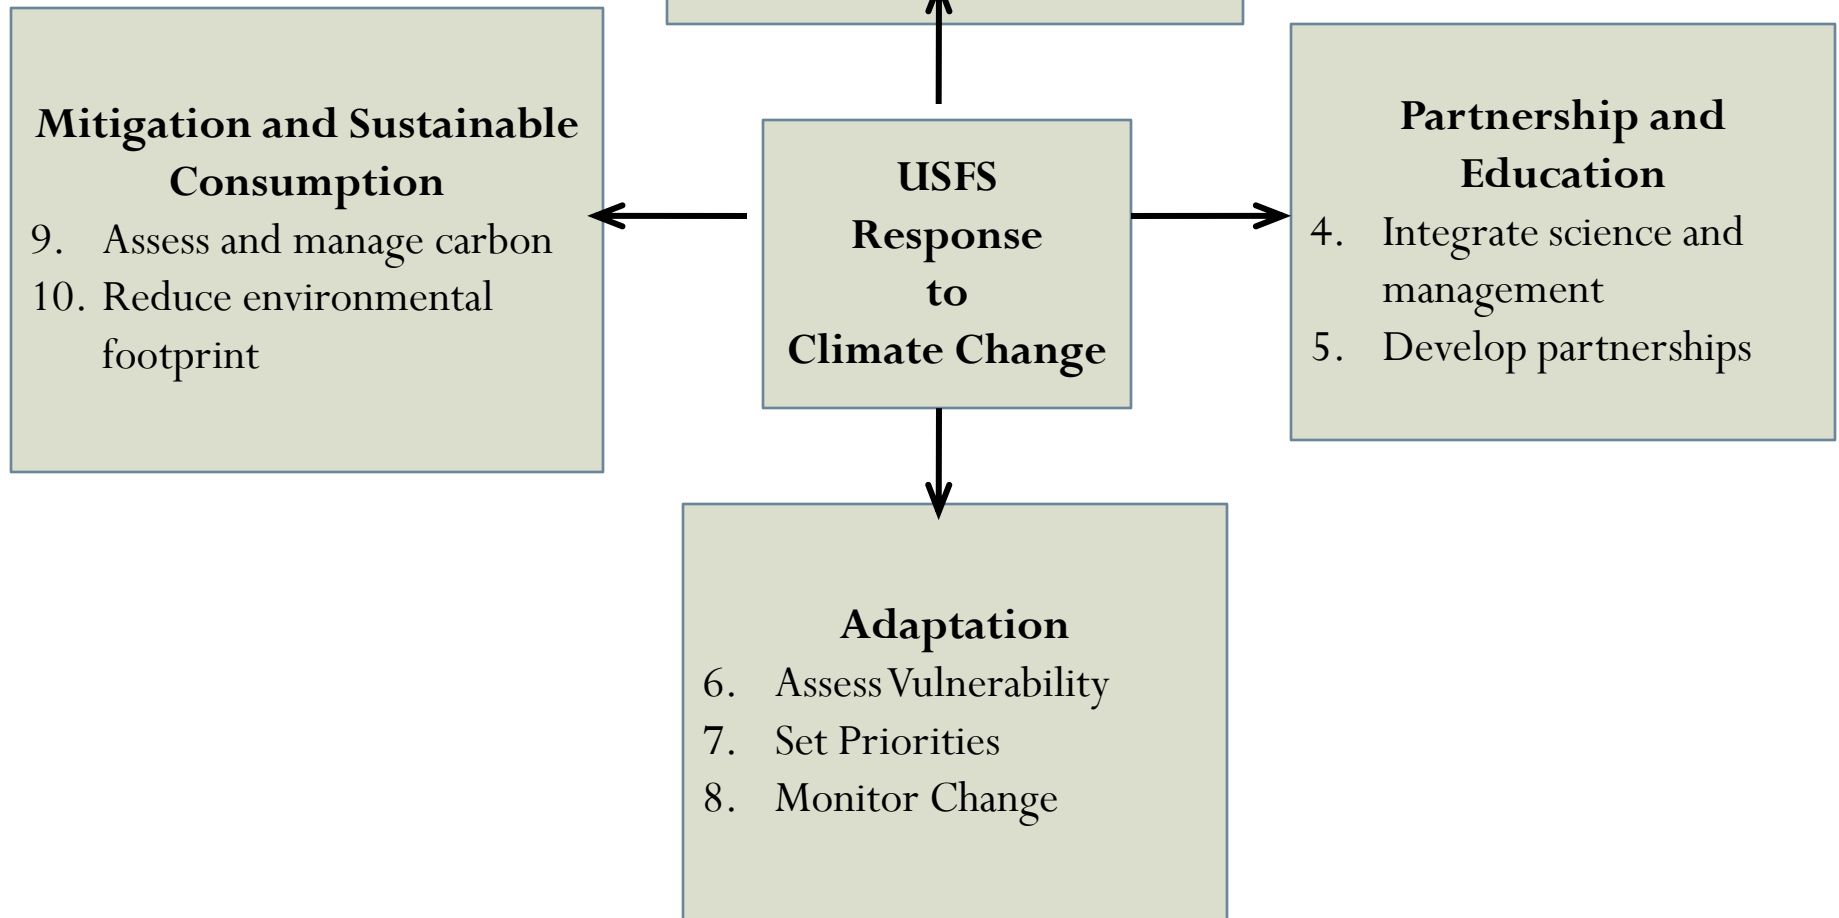 Mitigation and Sustainable
Consumption
9. Assess and manage carbon
10. Reduce environmental
footprint
USFS
Response
to
Climate Change
Partnership and
Education
4. Integrate science and
management
5. Develop partnerships
Adaptation
6. Assess Vulnerability
7. Set Priorities
8. Monitor Change